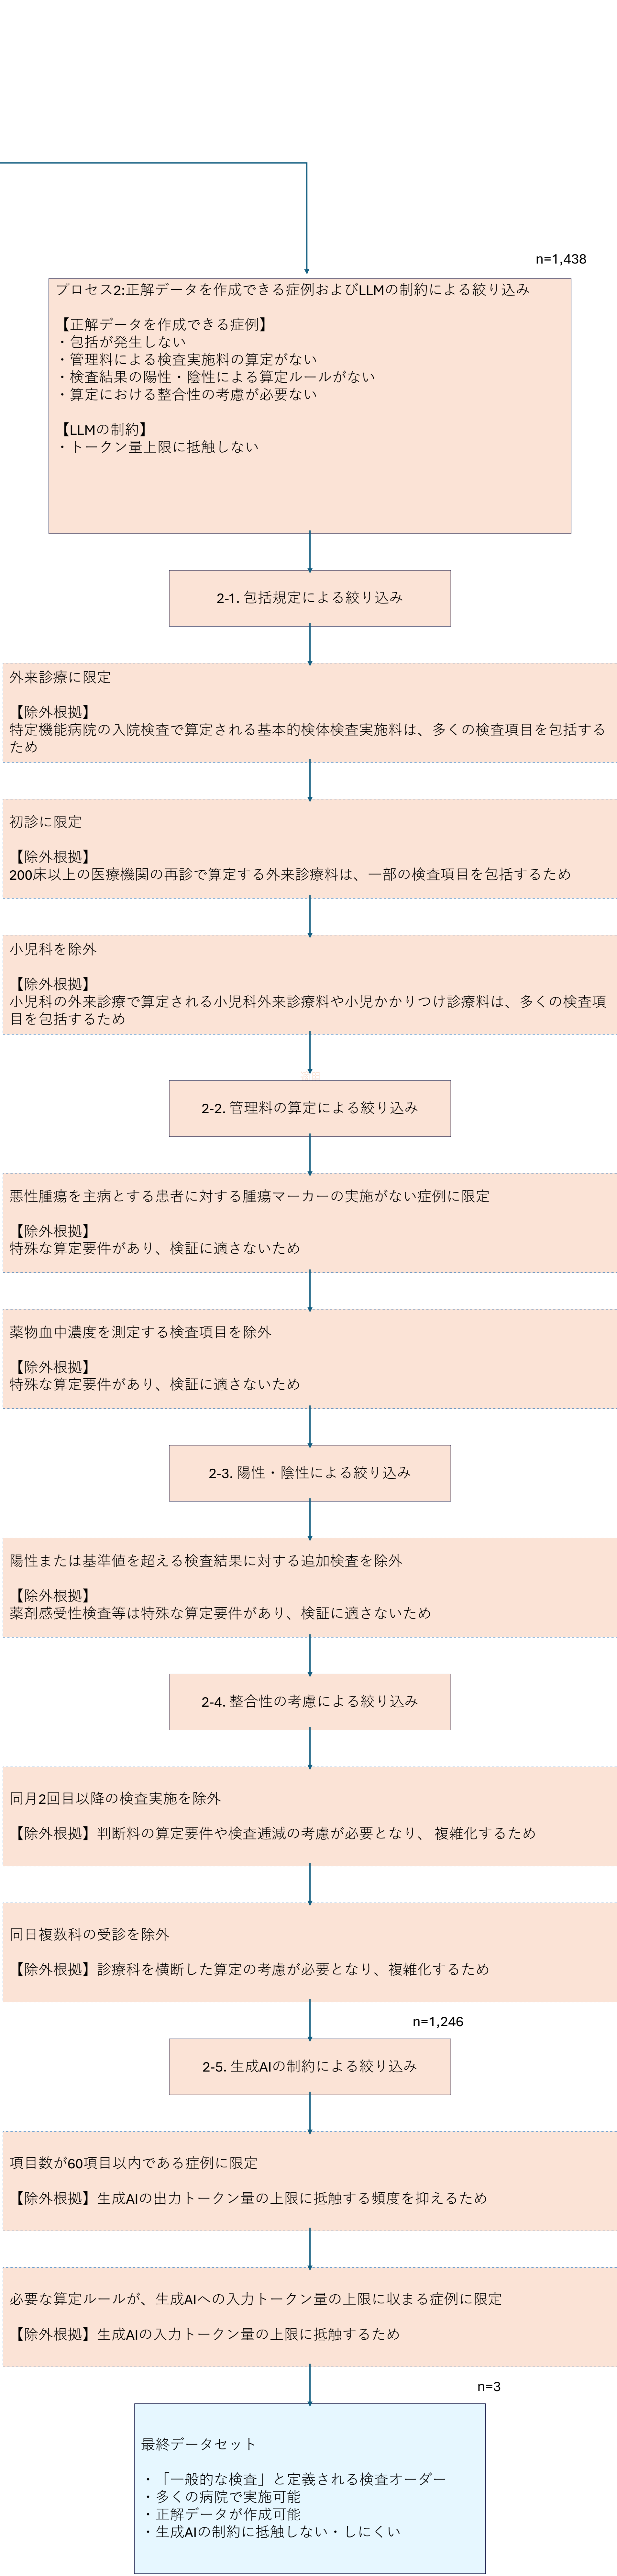 n=1,438
プロセス2:正解データを作成できる症例およびLLMの制約による絞り込み
【正解データを作成できる症例】
・包括が発生しない
・管理料による検査実施料の算定がない
・検査結果の陽性・陰性による算定ルールがない
・算定における整合性の考慮が必要ない
【LLMの制約】
・トークン量上限に抵触しない
2-1. 包括規定による絞り込み
外来診療に限定
【除外根拠】
特定機能病院の入院検査で算定される基本的検体検査実施料は、多くの検査項目を包括する
ため
初診に限定
【除外根拠】
200床以上の医療機関の再診で算定する外来診療料は、一部の検査項目を包括するため
小児科を除外
【除外根拠】
小児科の外来診療で算定される小児科外来診療料や小児かかりつけ診療料は、多くの検査項
目を包括するため
2-2. 管理料の算定による絞り込み
悪性腫瘍を主病とする患者に対する腫瘍マーカーの実施がない症例に限定
【除外根拠】
特殊な算定要件があり、検証に適さないため
薬物血中濃度を測定する検査項目を除外
【除外根拠】
特殊な算定要件があり、検証に適さないため
2-3. 陽性・陰性による絞り込み
陽性または基準値を超える検査結果に対する追加検査を除外
【除外根拠】
薬剤感受性検査等は特殊な算定要件があり、検証に適さないため
2-4. 整合性の考慮による絞り込み
同月2回目以降の検査実施を除外
【除外根拠】判断料の算定要件や検査逓減の考慮が必要となり、 複雑化するため
同日複数科の受診を除外
【除外根拠】診療科を横断した算定の考慮が必要となり、複雑化するため
n=1,246
2-5. 生成AIの制約による絞り込み
項目数が60項目以内である症例に限定
【除外根拠】生成AIの出力トークン量の上限に抵触する頻度を抑えるため
必要な算定ルールが、生成AIへの入力トークン量の上限に収まる症例に限定
【除外根拠】生成AIの入力トークン量の上限に抵触するため
n=3
最終データセット
・「一般的な検査」と定義される検査オーダー
・多くの病院で実施可能
・正解データが作成可能
・生成AIの制約に抵触しない・しにくい